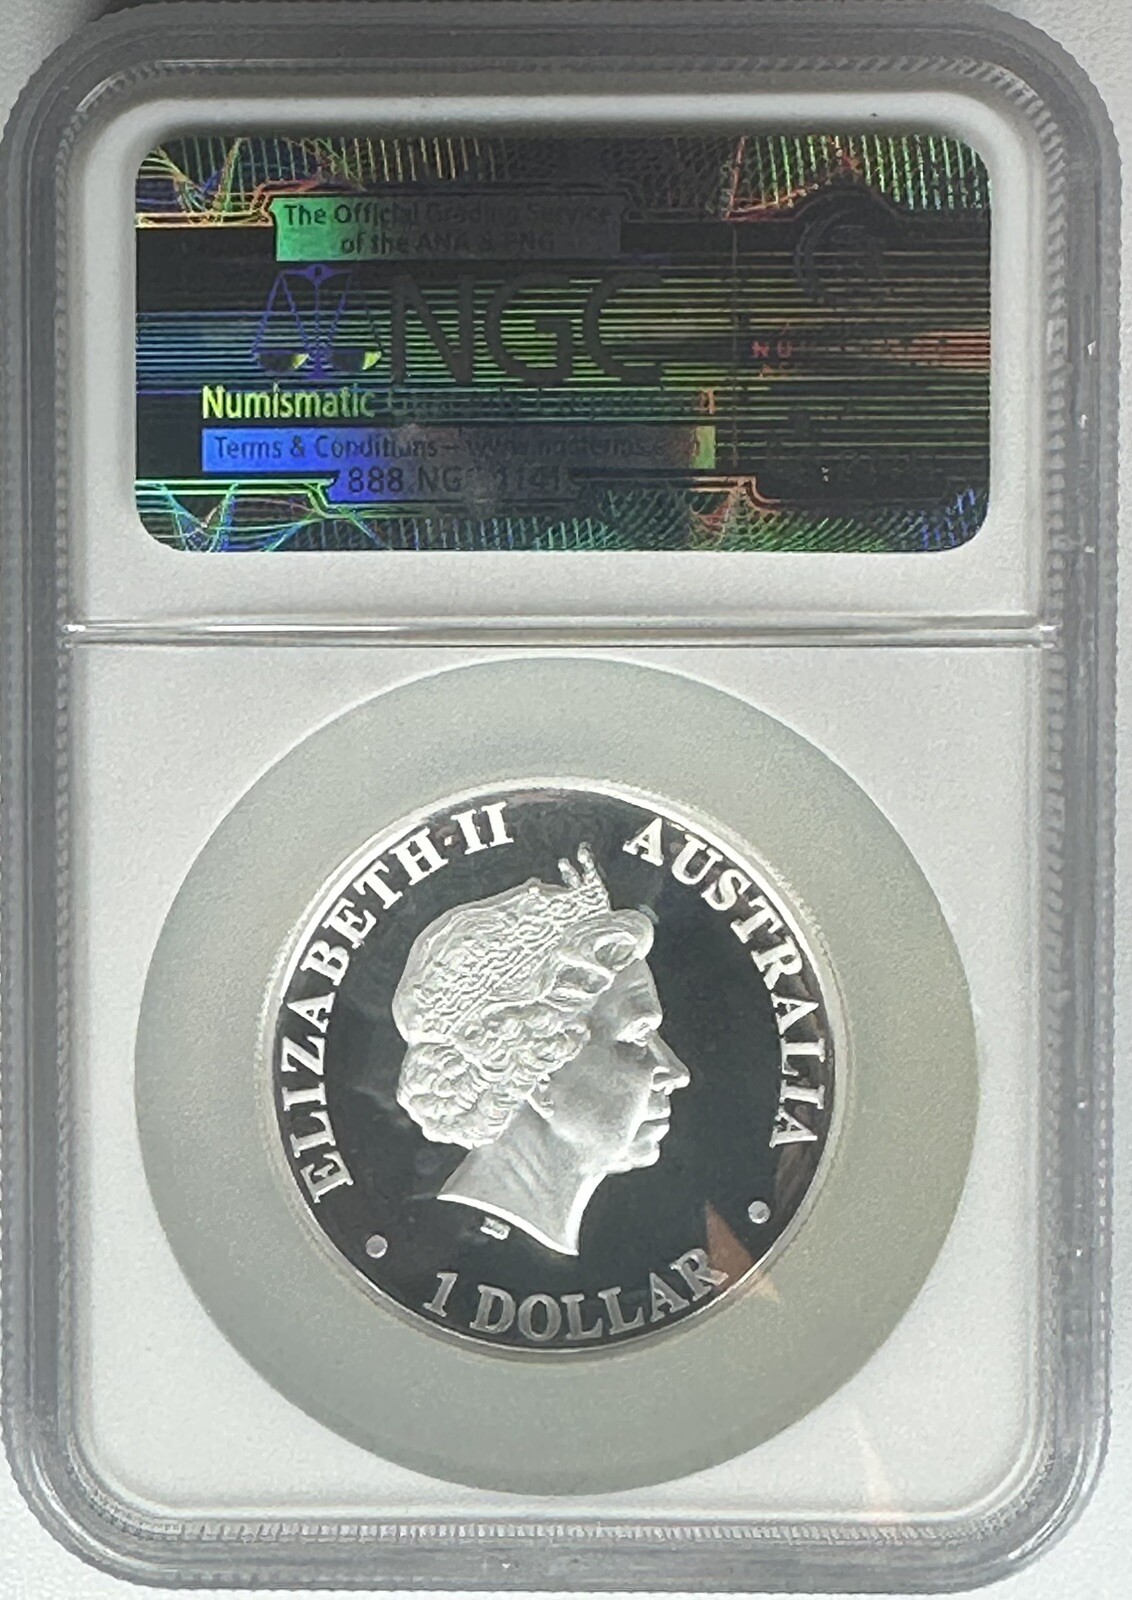 The Official Grading Service
of the ANA & PNG
NGC
Numismatic
Terms & Conditions –
888.NGC
ELIZABETH·II AUSTRALIA
1 DOLLAR